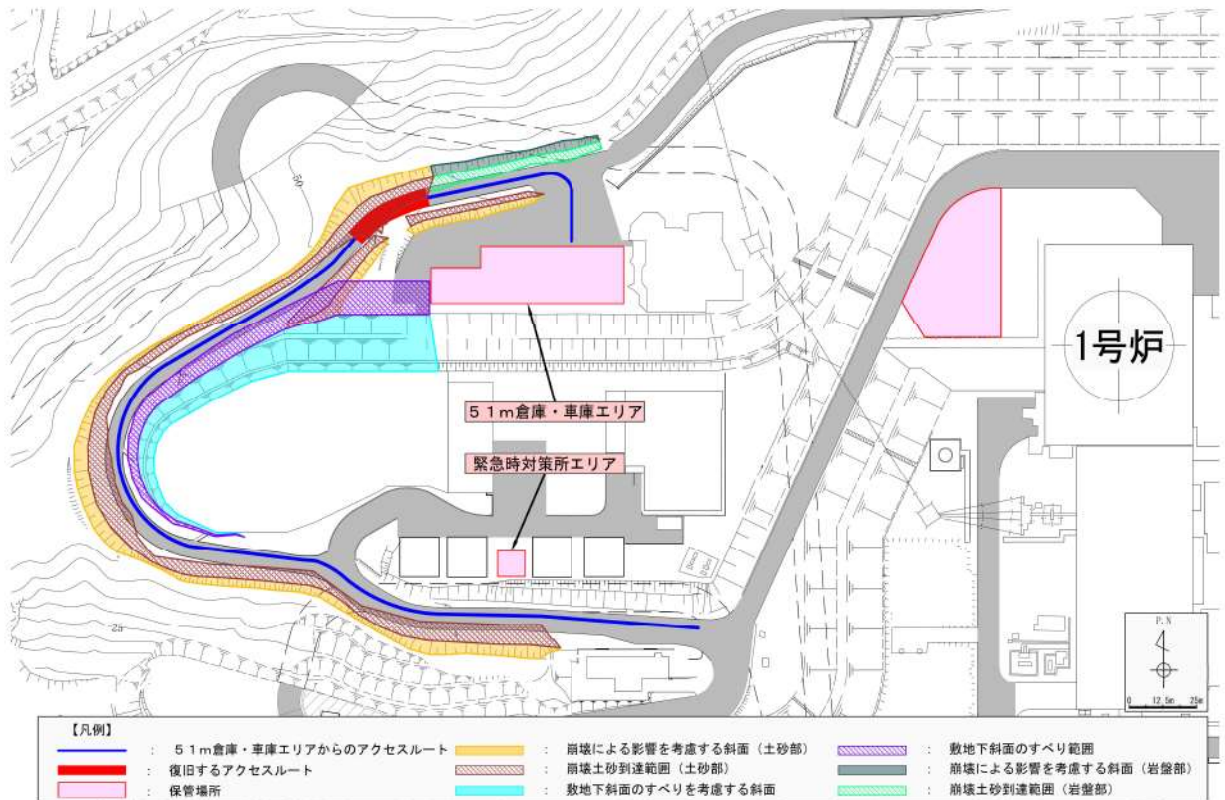 1号炉
51m倉庫・車庫エリア
緊急時対策所エリア
50
P.N
0 12.5m 25m
【凡例】
: 51m倉庫・車庫エリアからのアクセスルート
: 復旧するアクセスルート
: 保管場所
: 崩壊による影響を考慮する斜面(土砂部)
: 崩壊土砂到達範囲(土砂部)
: 敷地下斜面のすべりを考慮する斜面
: 敷地下斜面のすべり範囲
: 崩壊による影響を考慮する斜面(岩盤部)
: 崩壊土砂到達範囲(岩盤部)